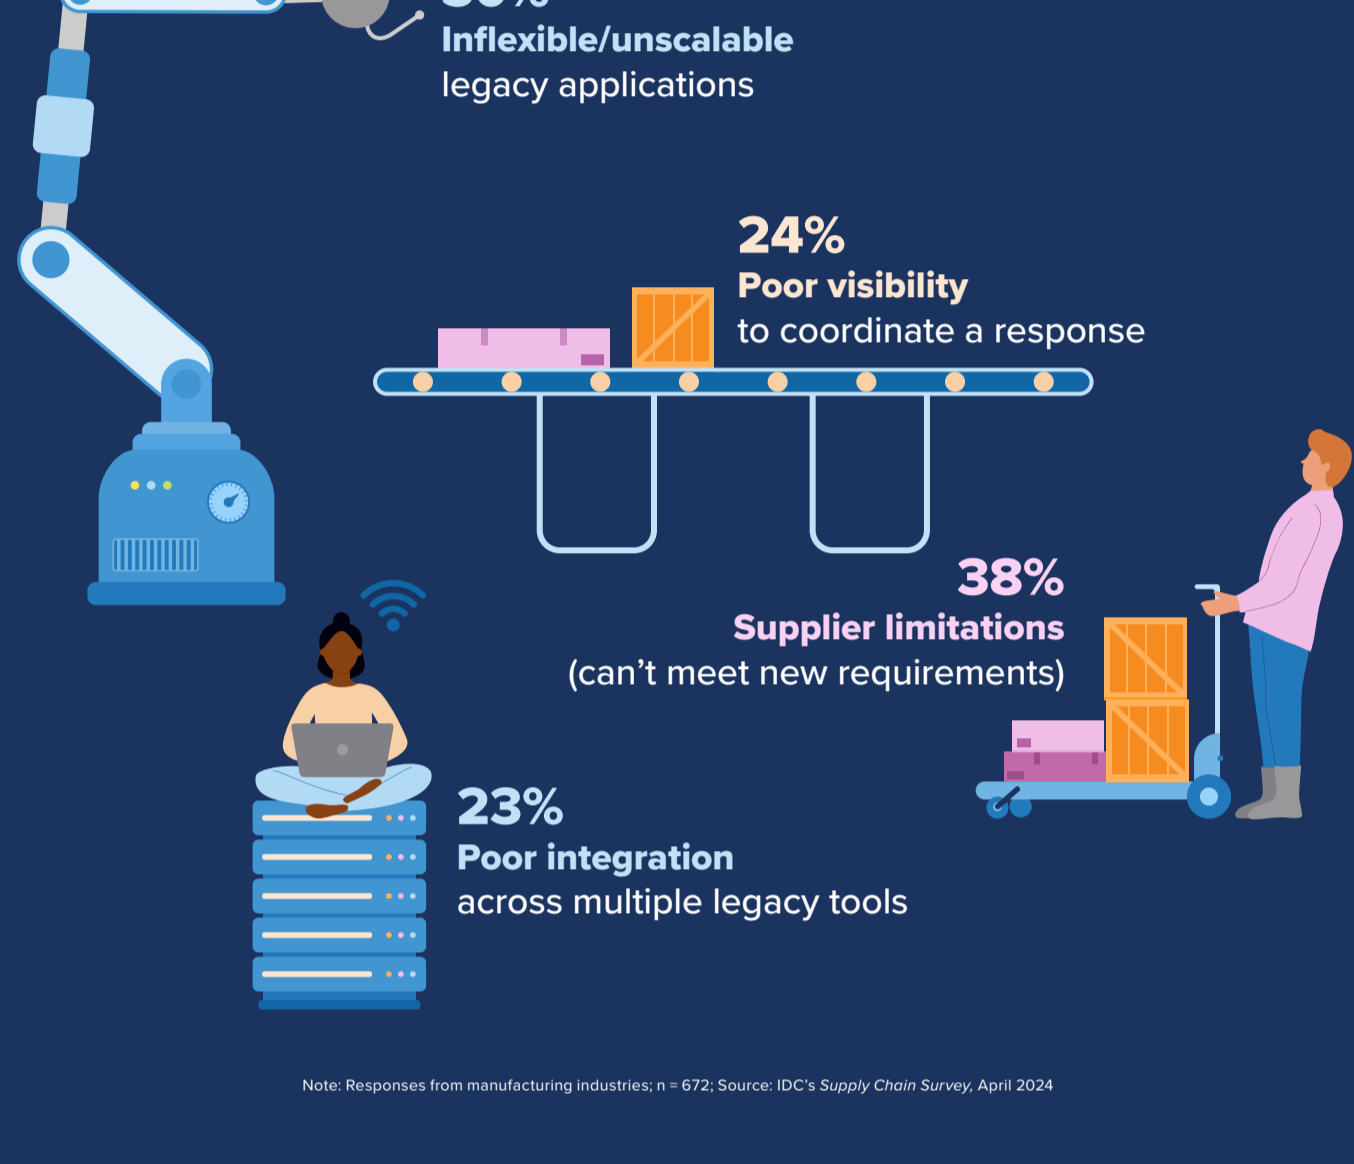 Inflexible/unscalable
legacy applications
24%
Poor visibility
to coordinate a response
38%
Supplier limitations
(can’t meet new requirements)
23%
Poor integration
across multiple legacy tools
Note: Responses from manufacturing industries; n = 672; Source: IDC’s Supply Chain Survey, April 2024